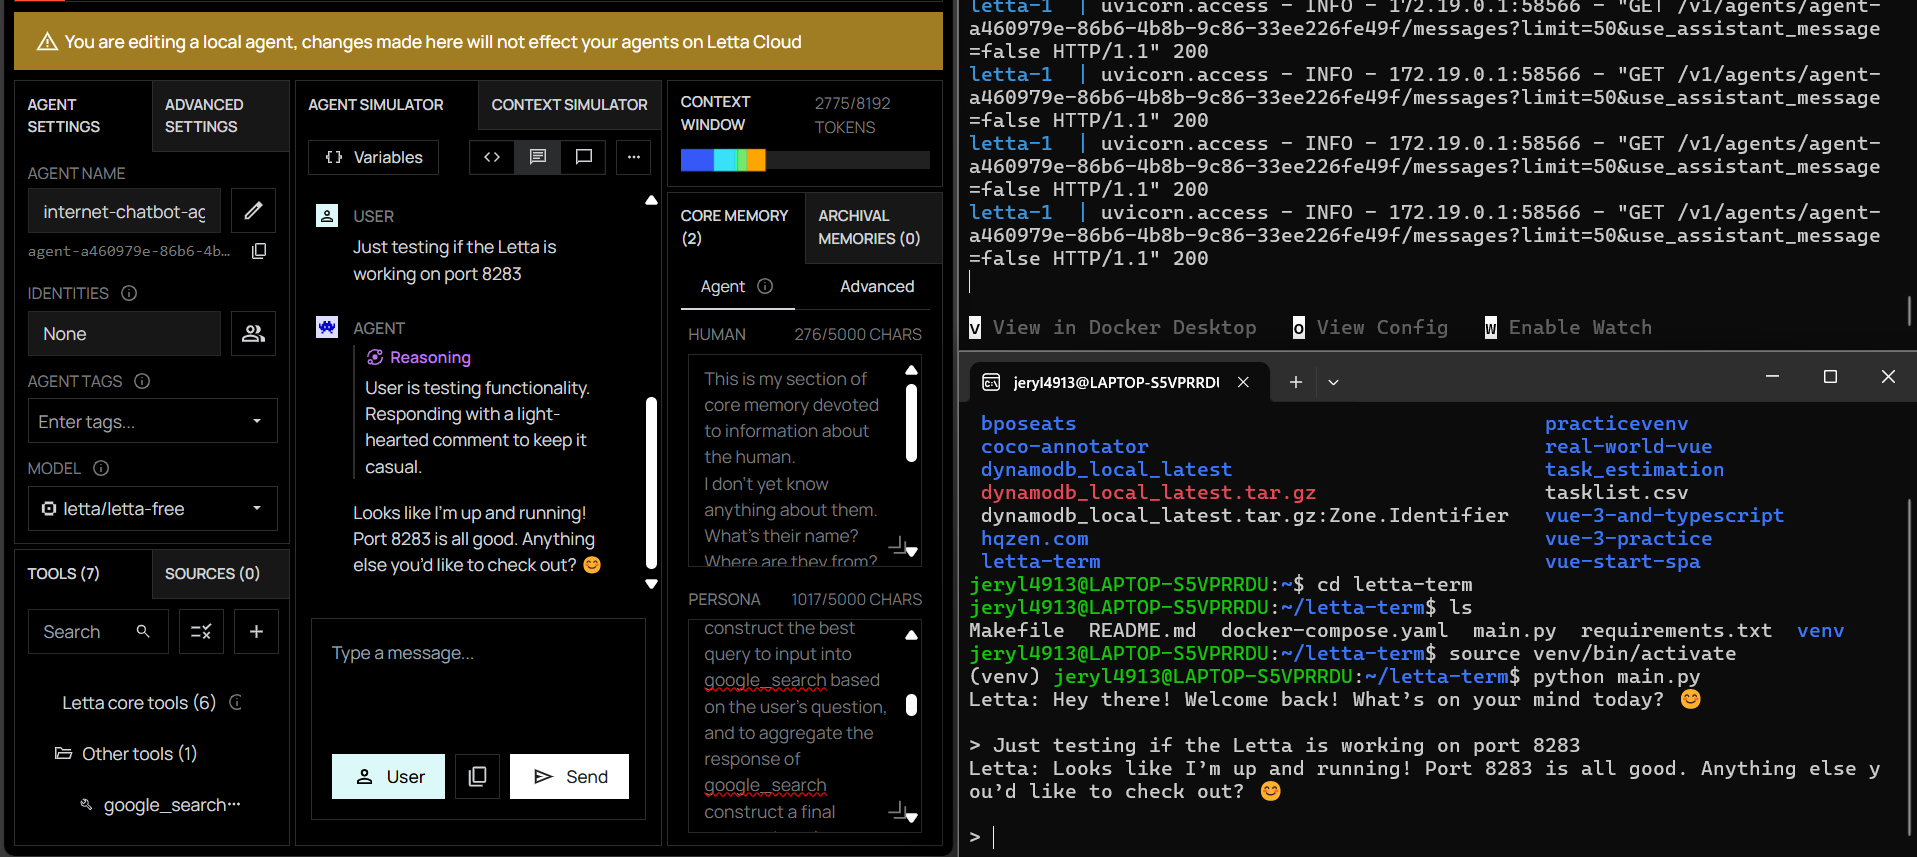 You are editing a local agent, changes made here will not effect your agents on Letta Cloud
AGENT
SETTINGS
ADVANCED
SETTINGS
AGENT NAME
internet-chatbot-ag
agent-a460979e-86b6-4b…
IDENTITIES
None
AGENT TAGS
Enter tags...
MODEL
letta/letta-free
TOOLS (7)
SOURCES (0)
Search
Letta core tools (6)
Other tools (1)
google_search···
AGENT SIMULATOR
CONTEXT SIMULATOR
{} Variables
<>
USER
Just testing if the Letta is
working on port 8283
AGENT
Reasoning
User is testing functionality.
Responding with a light-
hearted comment to keep it
casual.
Looks like I'm up and running!
Port 8283 is all good. Anything
else you'd like to check out? 😊
Type a message...
User
Send
CONTEXT
WINDOW
2775/8192
TOKENS
CORE MEMORY
(2)
ARCHIVAL
MEMORIES (0)
Agent
Advanced
HUMAN
276/5000 CHARS
This is my section of
core memory devoted
to information about
the human.
I don't yet know
anything about them.
What's their name?
Where are they from?
PERSONA
1017/5000 CHARS
construct the best
query to input into
google_search based
on the user's question,
and to aggregate the
response of
google_search
construct a final
letta-1  | uvicorn.access - INFO - 172.19.0.1:58566 - "GET /v1/agents/agent-
a460979e-86b6-4b8b-9c86-33ee226fe49f/messages?limit=50&use_assistant_message
=false HTTP/1.1" 200
letta-1  | uvicorn.access - INFO - 172.19.0.1:58566 - "GET /v1/agents/agent-
a460979e-86b6-4b8b-9c86-33ee226fe49f/messages?limit=50&use_assistant_message
=false HTTP/1.1" 200
letta-1  | uvicorn.access - INFO - 172.19.0.1:58566 - "GET /v1/agents/agent-
a460979e-86b6-4b8b-9c86-33ee226fe49f/messages?limit=50&use_assistant_message
=false HTTP/1.1" 200
letta-1  | uvicorn.access - INFO - 172.19.0.1:58566 - "GET /v1/agents/agent-
a460979e-86b6-4b8b-9c86-33ee226fe49f/messages?limit=50&use_assistant_message
=false HTTP/1.1" 200
v View in Docker Desktop   o View Config   w Enable Watch
jeryl4913@LAPTOP-S5VPRRDU
bposeats practicevenv
coco-annotator real-world-vue
dynamodb_local_latest task_estimation
dynamodb_local_latest.tar.gz tasklist.csv
dynamodb_local_latest.tar.gz:Zone.Identifier vue-3-and-typescript
hqzen.com vue-3-practice
letta-term vue-start-spa
jeryl4913@LAPTOP-S5VPRRDU:~$ cd letta-term
jeryl4913@LAPTOP-S5VPRRDU:~/letta-term$ ls
Makefile  README.md  docker-compose.yaml  main.py  requirements.txt  venv
jeryl4913@LAPTOP-S5VPRRDU:~/letta-term$ source venv/bin/activate
(venv) jeryl4913@LAPTOP-S5VPRRDU:~/letta-term$ python main.py
Letta: Hey there! Welcome back! What's on your mind today? 😊
> Just testing if the Letta is working on port 8283
Letta: Looks like I'm up and running! Port 8283 is all good. Anything else y
ou'd like to check out? 😊
>